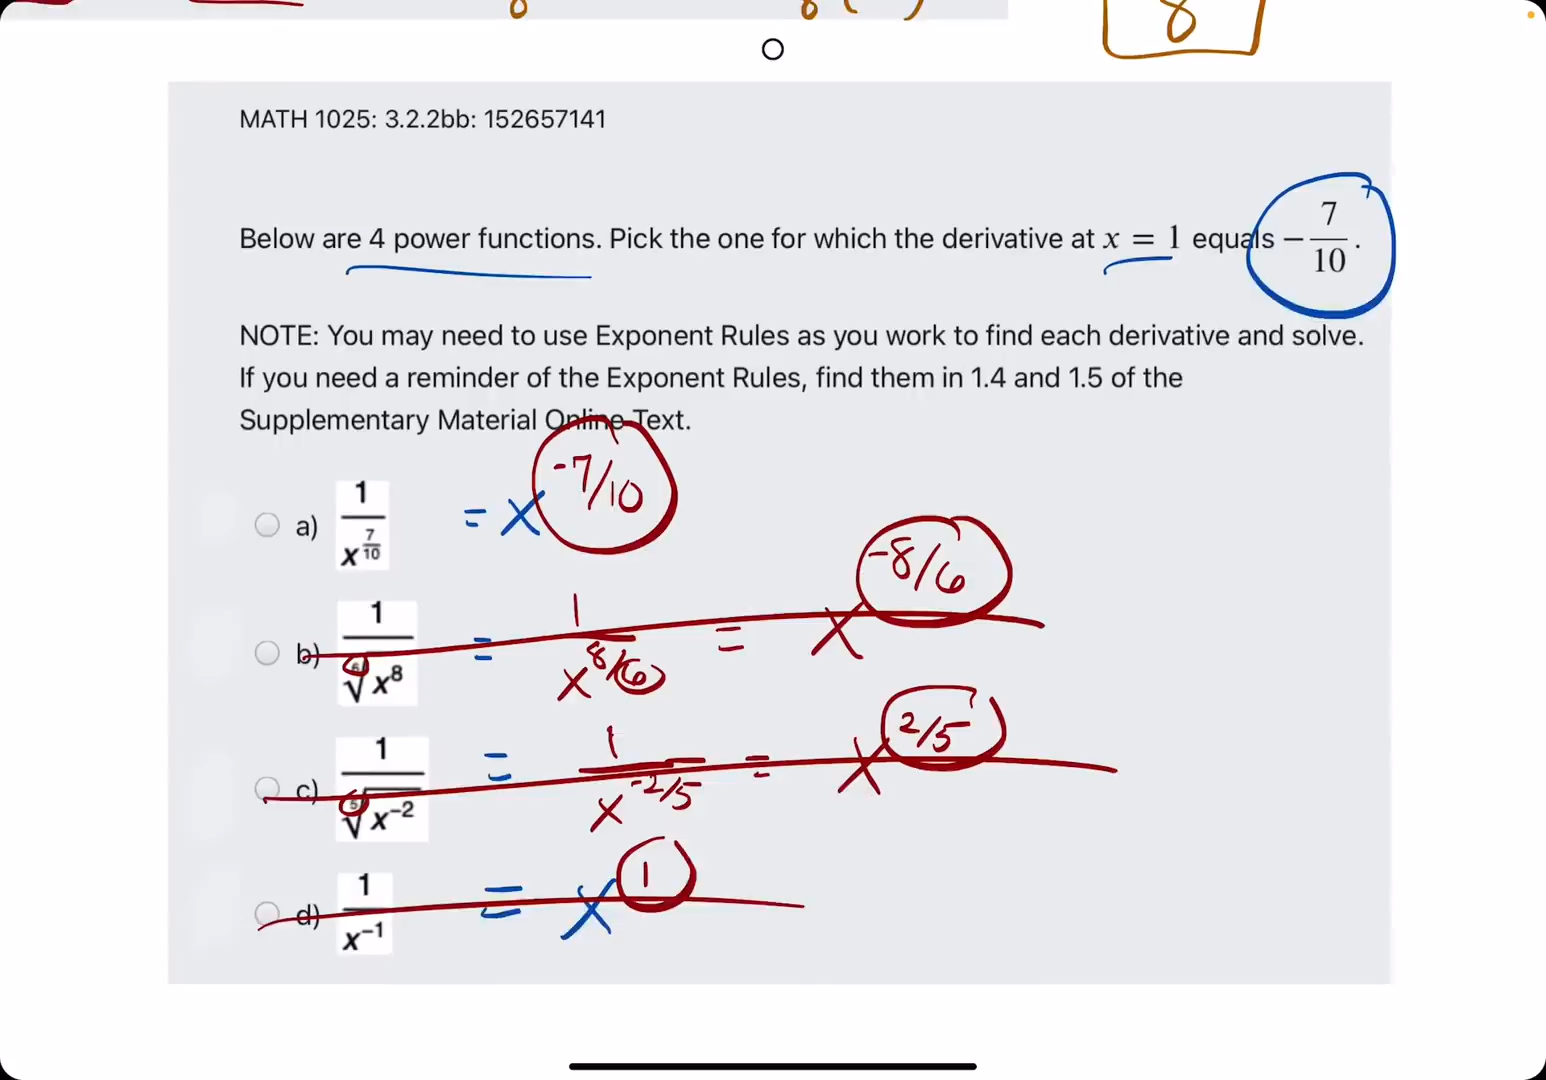 8 8 ( ) 8
MATH 1025: 3.2.2bb: 152657141
Below are 4 power functions. Pick the one for which the derivative at x = 1 equals −7/10.
NOTE: You may need to use Exponent Rules as you work to find each derivative and solve.
If you need a reminder of the Exponent Rules, find them in 1.4 and 1.5 of the
Supplementary Material Online Text.
a) 1/x^(7/10) = x^(-7/10)
b) 1/⁶√x⁸ = 1/x^(8/6) = x^(-8/6)
c) 1/⁵√x⁻² = 1/x^(-2/5) = x^(2/5)
d) 1/x⁻¹ = x^1